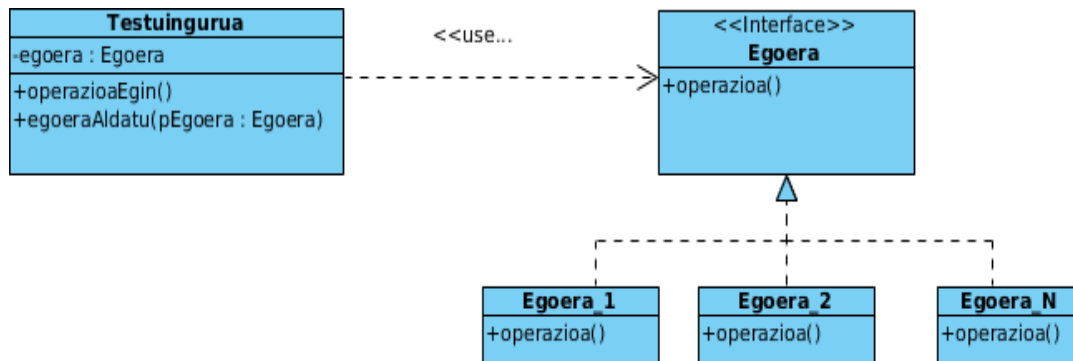 Testuingurua
-egoera : Egoera
+operazioaEgin()
+egoeraAldatu(pEgoera : Egoera)
<<use...
<<Interface>>
Egoera
+operazioa()
Egoera_1
+operazioa()
Egoera_2
+operazioa()
Egoera_N
+operazioa()